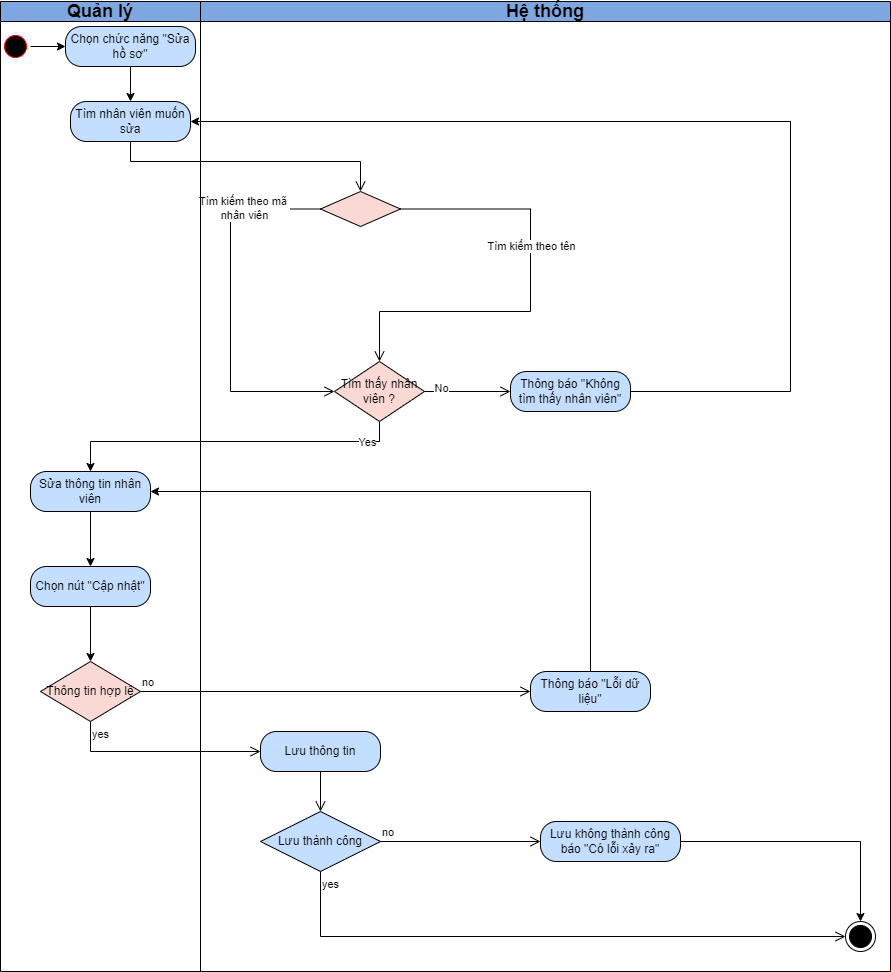 Quản lý
Hệ thống
Chọn chức năng "Sửa
hồ sơ"
Tìm nhân viên muốn
sửa
Tìm kiếm theo mã
nhân viên
Tìm kiếm theo tên
Tìm thấy nhân
viên ?
No
Thông báo "Không
tìm thấy nhân viên"
Yes
Sửa thông tin nhân
viên
Chọn nút "Cập nhật"
Thông tin hợp lệ
no
Thông báo "Lỗi dữ
liệu"
yes
Lưu thông tin
Lưu thành công
no
Lưu không thành công
báo "Có lỗi xảy ra"
yes